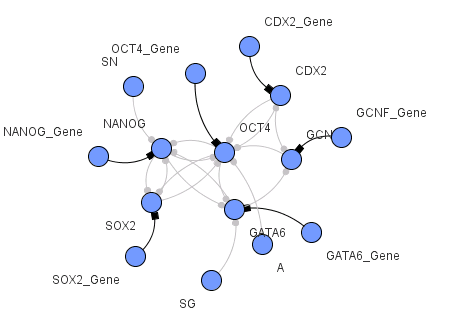 CDX2_Gene
OCT4_Gene
SN
CDX2
GCNF_Gene
NANOG
OCT4
NANOG_Gene
GCN
SOX2
GATA6
GATA6_Gene
A
SOX2_Gene
SG